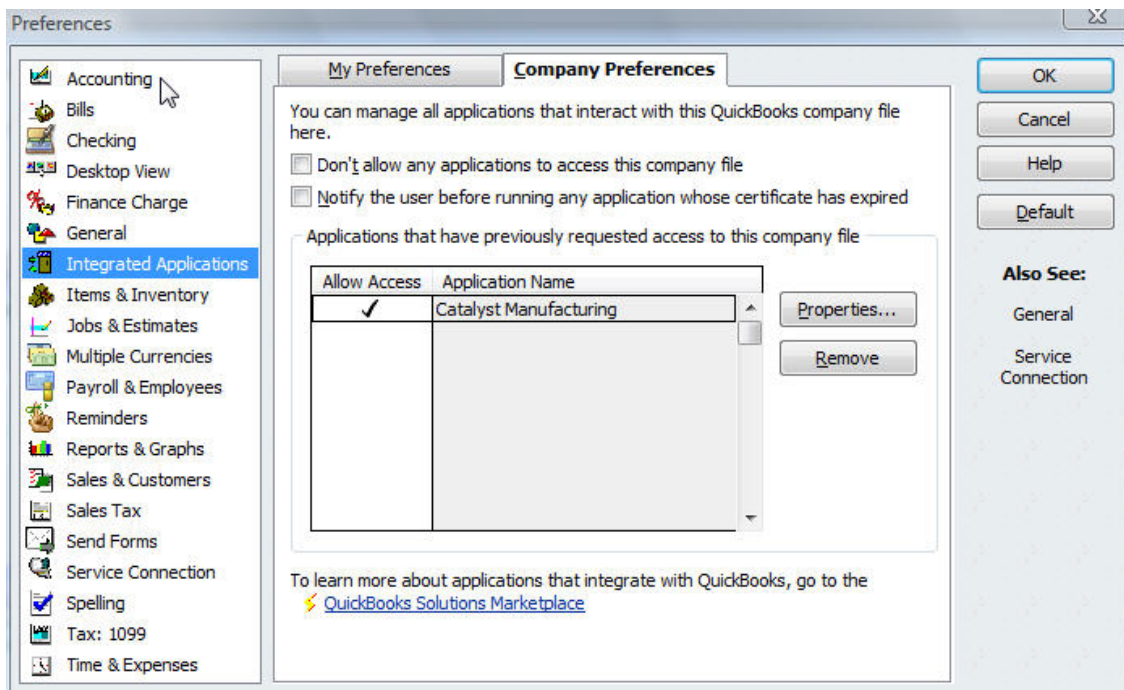 Preferences
Accounting
Bills
Checking
Desktop View
Finance Charge
General
Integrated Applications
Items & Inventory
Jobs & Estimates
Multiple Currencies
Payroll & Employees
Reminders
Reports & Graphs
Sales & Customers
Sales Tax
Send Forms
Service Connection
Spelling
Tax: 1099
Time & Expenses
My Preferences
Company Preferences
You can manage all applications that interact with this QuickBooks company file
here.
Don't allow any applications to access this company file
Notify the user before running any application whose certificate has expired
Applications that have previously requested access to this company file
Allow Access Application Name
Catalyst Manufacturing
Properties...
Remove
To learn more about applications that integrate with QuickBooks, go to the
QuickBooks Solutions Marketplace
OK
Cancel
Help
Default
Also See:
General
Service
Connection